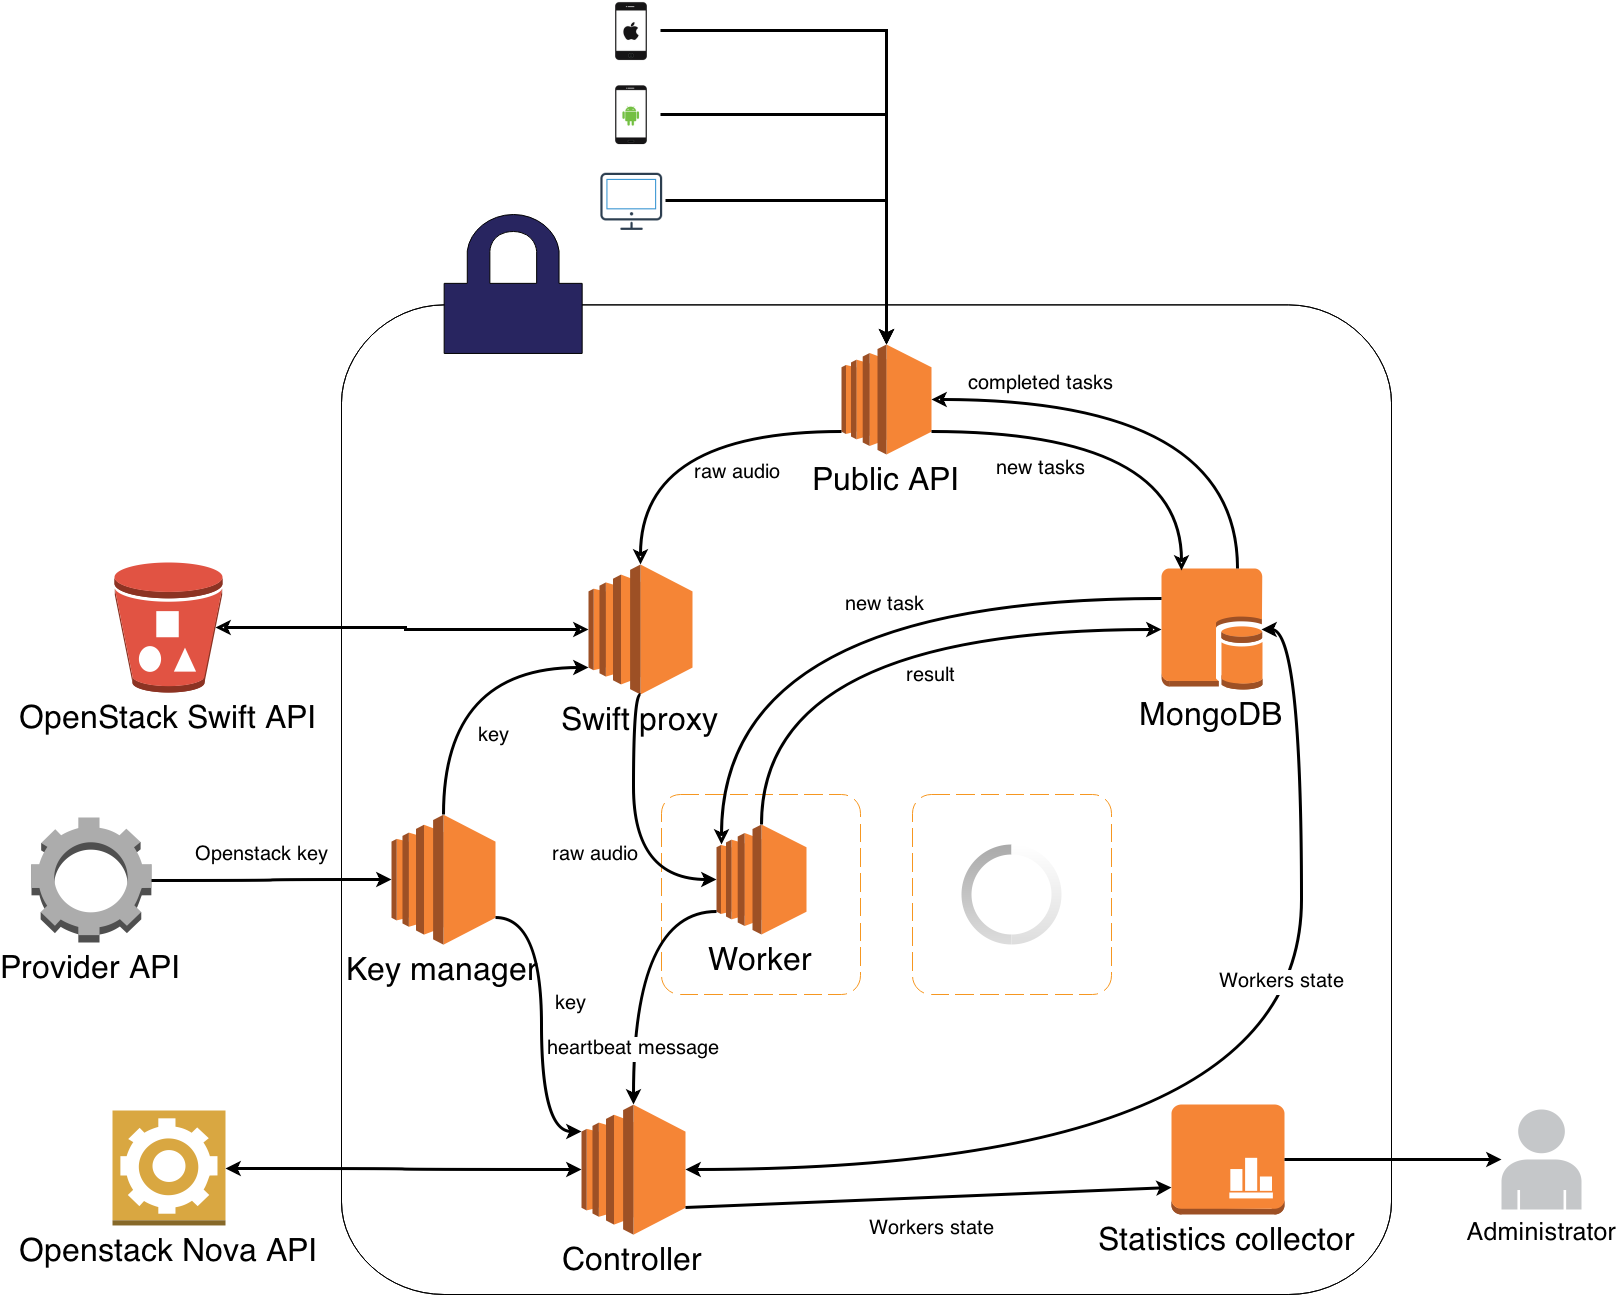 completed tasks
raw audio
new tasks
Public API
new task
result
OpenStack Swift API
Swift proxy
MongoDB
key
Openstack key
raw audio
Provider API
Key manager
Worker
Workers state
key
heartbeat message
Openstack Nova API
Controller
Workers state
Statistics collector
Administrator